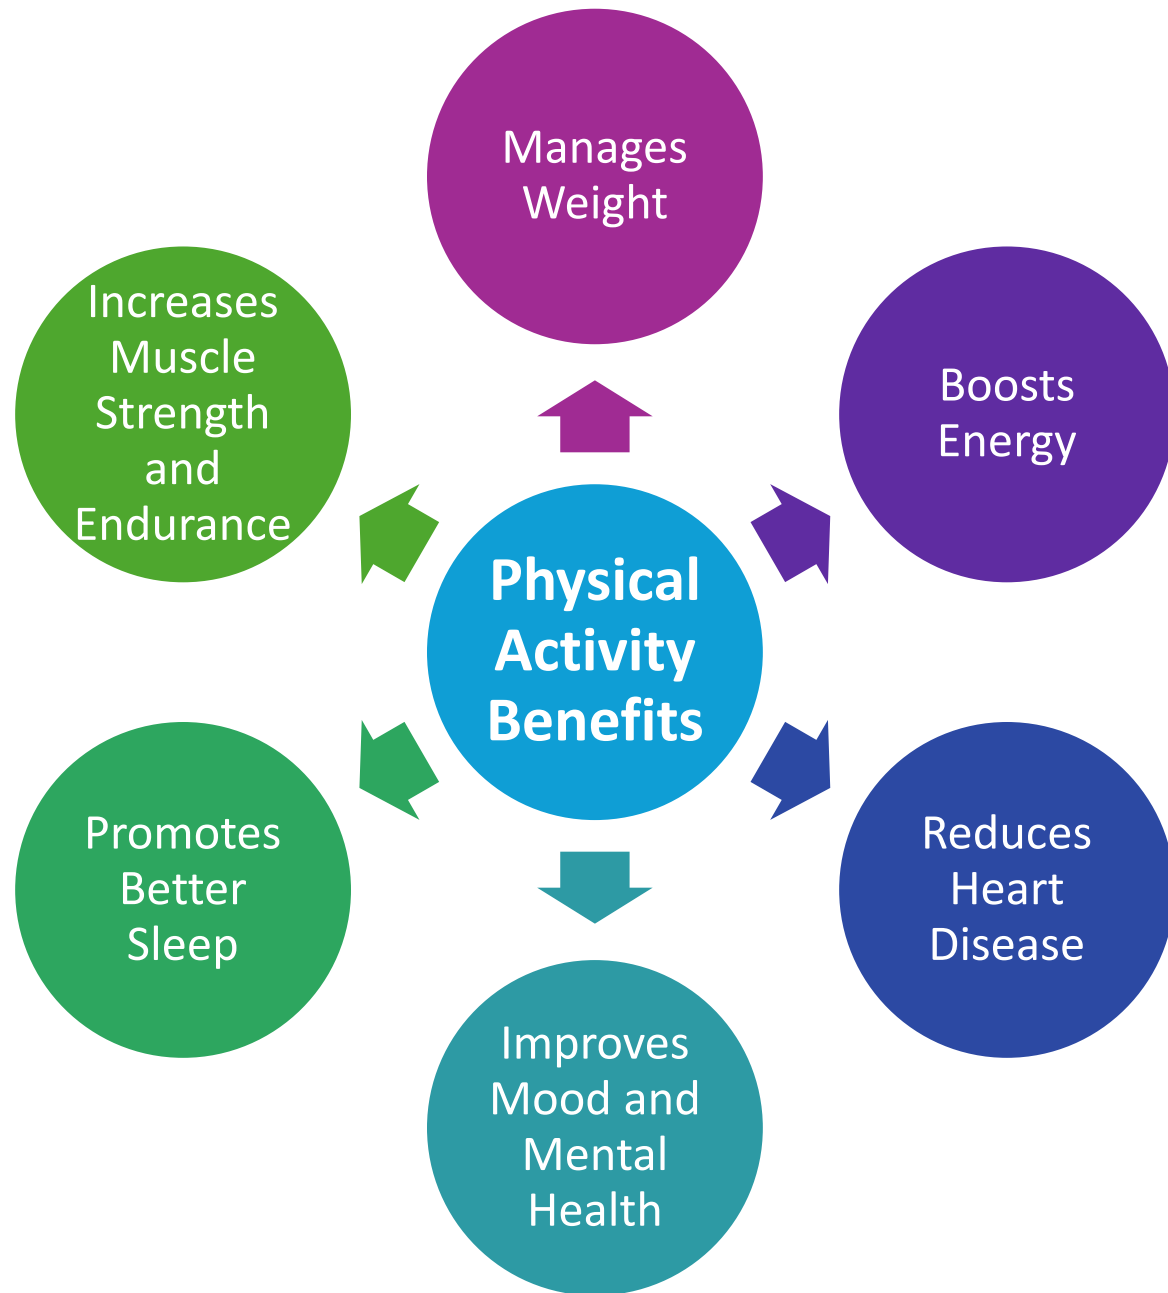 Manages
Weight
Increases
Muscle
Strength
and
Endurance
Boosts
Energy
Physical
Activity
Benefits
Promotes
Better
Sleep
Reduces
Heart
Disease
Improves
Mood and
Mental
Health